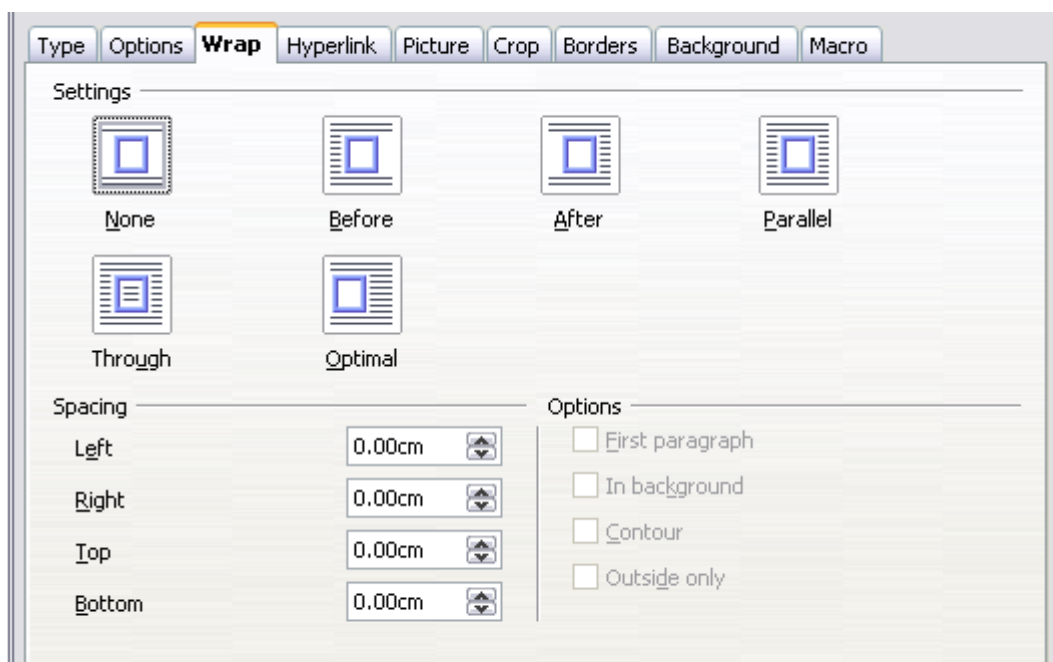 Type Options Wrap Hyperlink Picture Crop Borders Background Macro
Settings
None Before After Parallel
Through Optimal
Spacing
Left 0.00cm
Right 0.00cm
Top 0.00cm
Bottom 0.00cm
Options
First paragraph
In background
Contour
Outside only